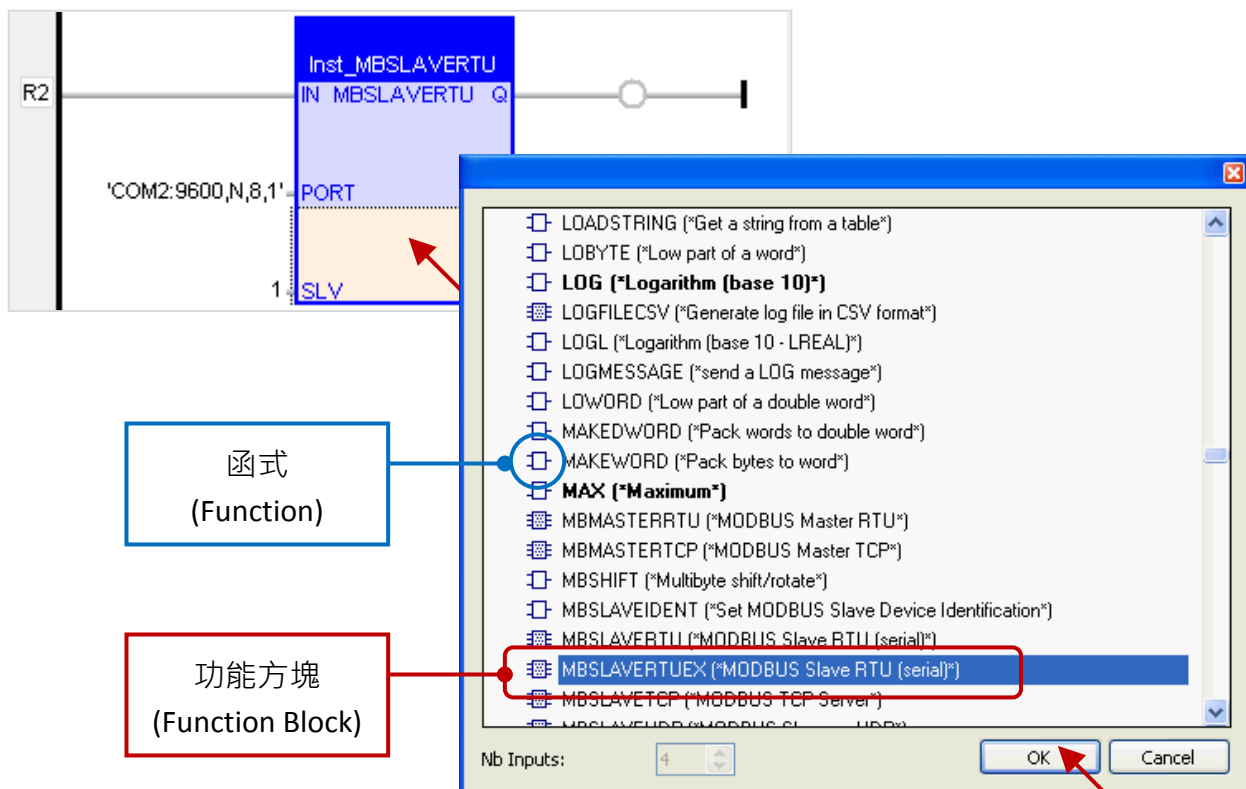 Inst_MBSLAVERTU
R2
IN MBSLAVERTU Q
'COM2:9600,N,8,1'
PORT
1
SLV
LOADSTRING (*Get a string from a table*)
LOBYTE (*Low part of a word*)
LOG (*Logarithm (base 10)*)
LOGFILECSV (*Generate log file in CSV format*)
LOGL (*Logarithm (base 10 - LREAL)*)
LOGMESSAGE (*send a LOG message*)
LOWORD (*Low part of a double word*)
MAKEDWORD (*Pack words to double word*)
MAKEWORD (*Pack bytes to word*)
MAX (*Maximum*)
MBMASTERRTU (*MODBUS Master RTU*)
MBMASTERTCP (*MODBUS Master TCP*)
MBSHIFT (*Multibyte shift/rotate*)
MBSLAVEIDENT (*Set MODBUS Slave Device Identification*)
MBSLAVERTU (*MODBUS Slave RTU (serial)*)
MBSLAVERTUEX (*MODBUS Slave RTU (serial)*)
MBSLAVETCP (*MODBUS TCP Server*)
函式
(Function)
功能方塊
(Function Block)
Nb Inputs:
4
OK
Cancel